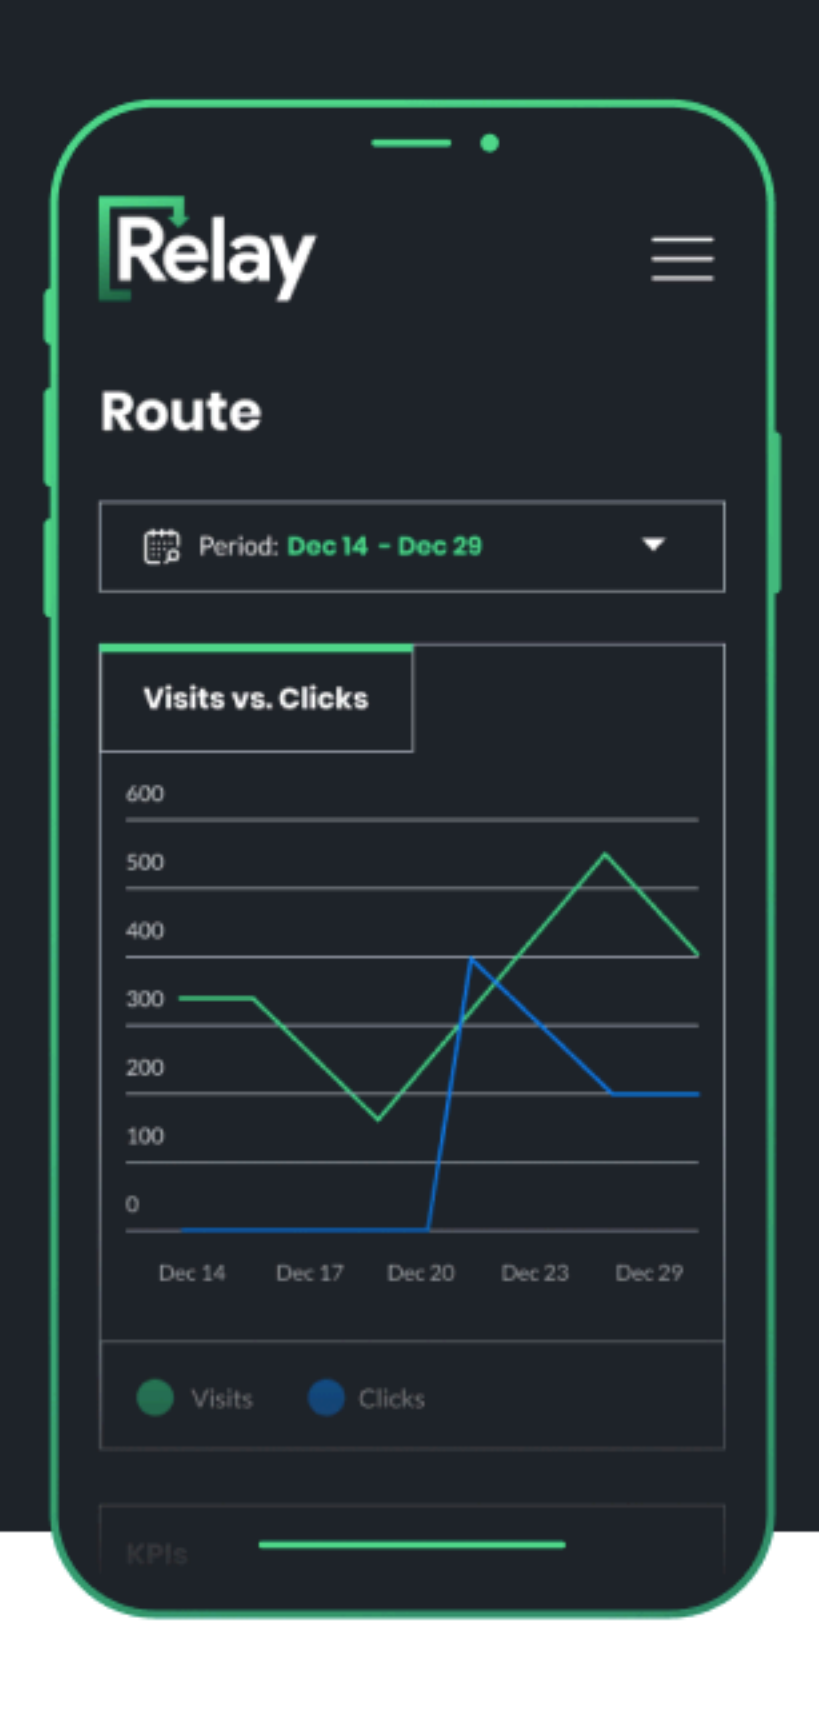 Relay
Route
Period: Dec 14 - Dec 29
Visits vs. Clicks
600
500
400
300
200
100
0
Dec 14 Dec 17 Dec 20 Dec 23 Dec 29
Visits Clicks
KPIs